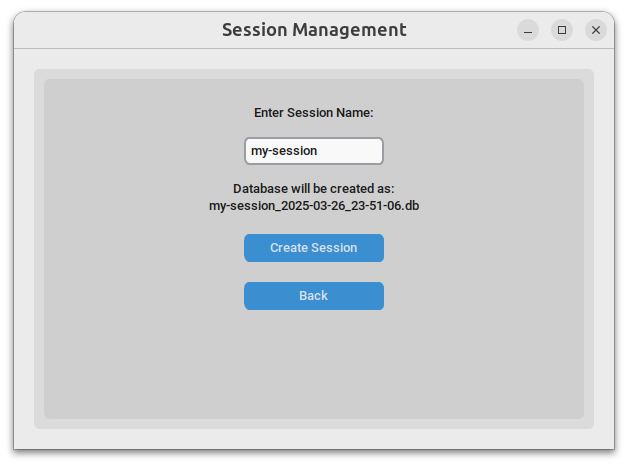 Session Management
Enter Session Name:
my-session
Database will be created as:
my-session_2025-03-26_23-51-06.db
Create Session
Back